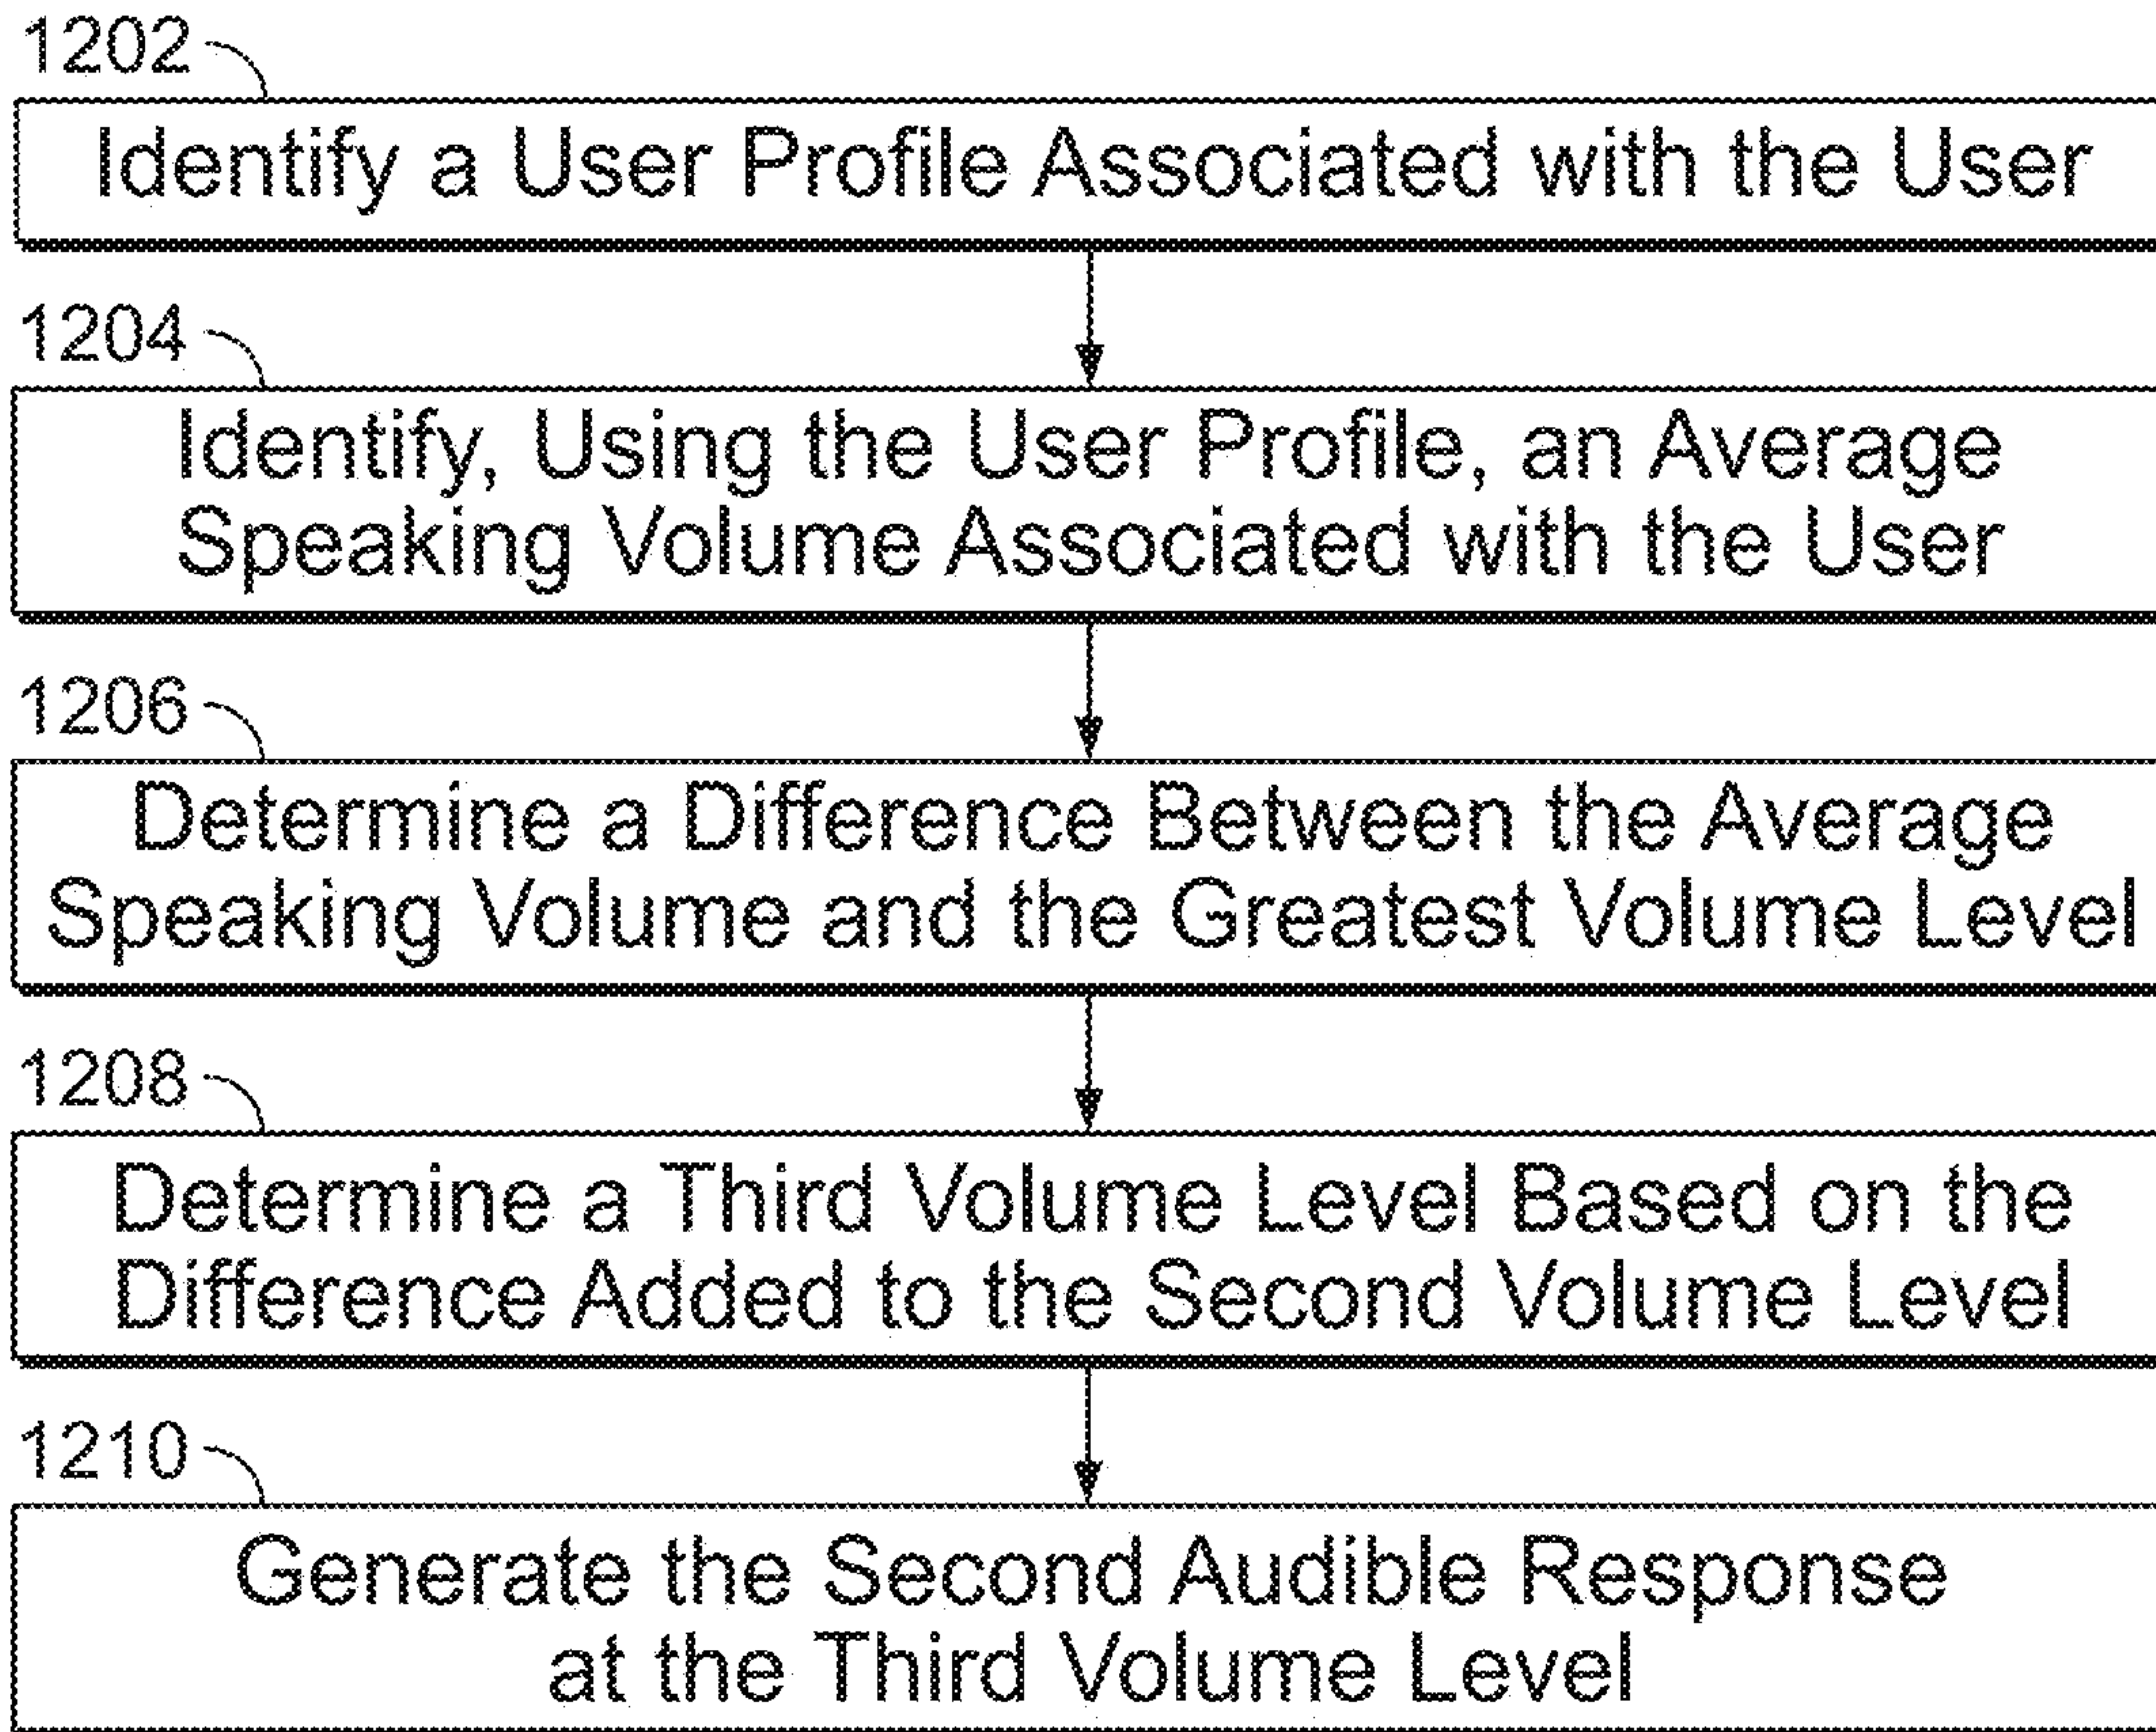 1202
Identify a User Profile Associated with the User
1204
Identify, Using the User Profile, an Average
Speaking Volume Associated with the User
1206
Determine a Difference Between the Average
Speaking Volume and the Greatest Volume Level
1208
Determine a Third Volume Level Based on the
Difference Added to the Second Volume Level
1210
Generate the Second Audible Response
at the Third Volume Level